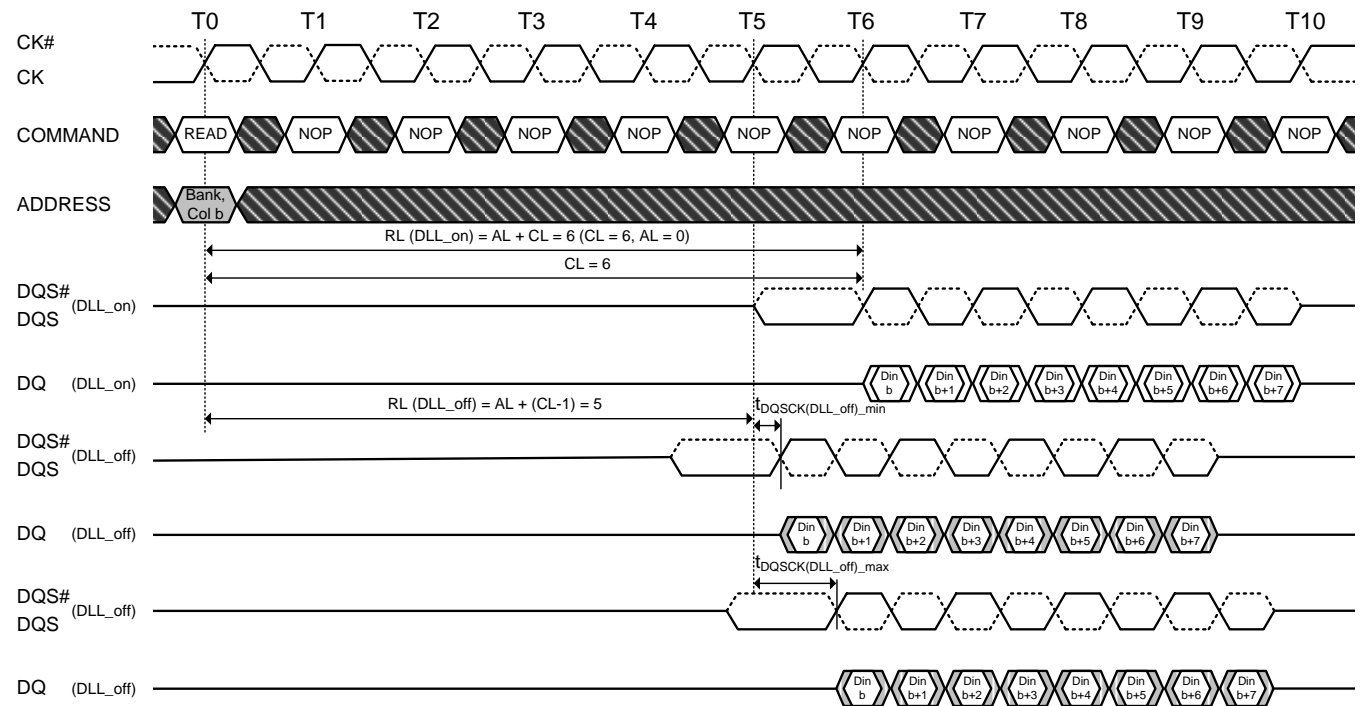 T0 T1 T2 T3 T4 T5 T6 T7 T8 T9 T10
CK#
CK
COMMAND READ NOP NOP NOP NOP NOP NOP NOP NOP NOP NOP
ADDRESS Bank,
Col b
RL (DLL_on) = AL + CL = 6 (CL = 6, AL = 0)
CL = 6
DQS#
(DLL_on)
DQS
DQ (DLL_on) Din Din Din Din Din Din Din Din
b b+1 b+2 b+3 b+4 b+5 b+6 b+7
RL (DLL_off) = AL + (CL-1) = 5
tDQSCK(DLL_off)_min
DQS#
(DLL_off)
DQS
DQ (DLL_off) Din Din Din Din Din Din Din Din
b b+1 b+2 b+3 b+4 b+5 b+6 b+7
tDQSCK(DLL_off)_max
DQS#
(DLL_off)
DQS
DQ (DLL_off) Din Din Din Din Din Din Din Din
b b+1 b+2 b+3 b+4 b+5 b+6 b+7